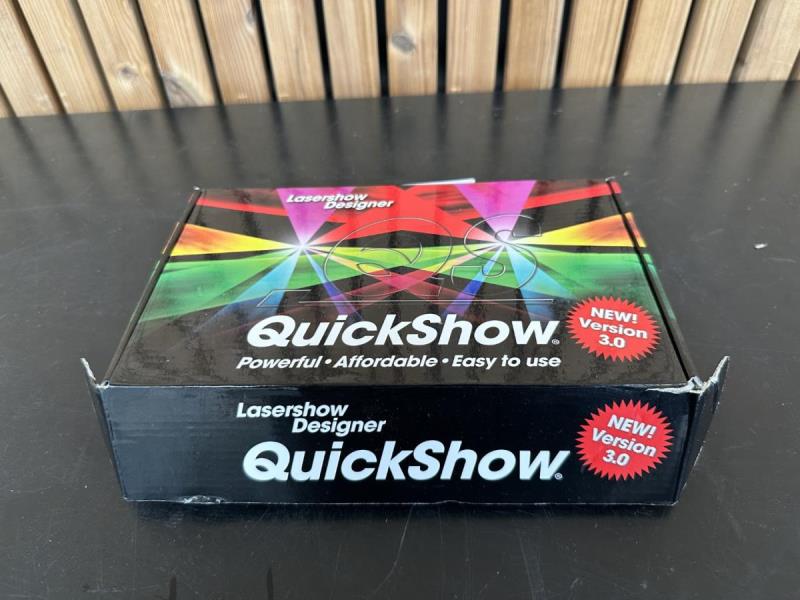 Lasershow
Designer
QS
QuickShow®
Powerful • Affordable • Easy to use
NEW!
Version
3.0
Lasershow
Designer
QuickShow®
NEW!
Version
3.0